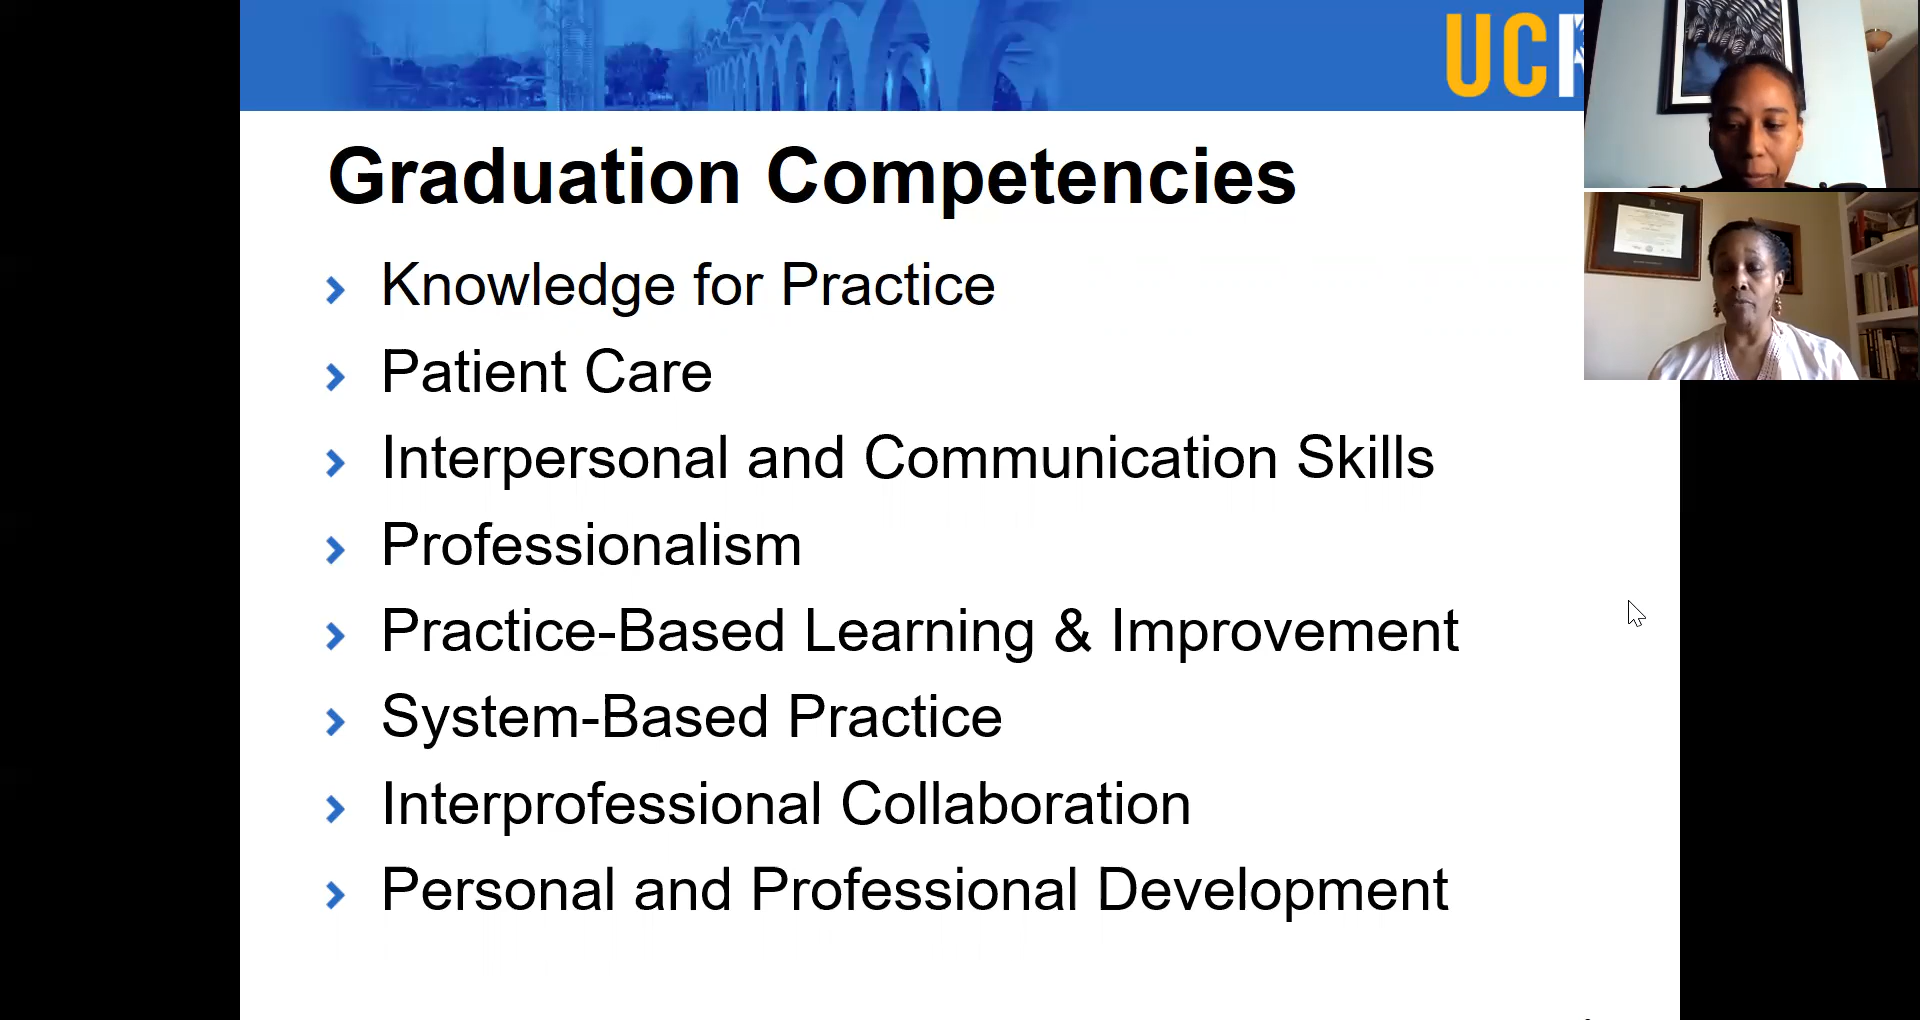 UC
Graduation Competencies
Knowledge for Practice
Patient Care
Interpersonal and Communication Skills
Professionalism
Practice-Based Learning & Improvement
System-Based Practice
Interprofessional Collaboration
Personal and Professional Development